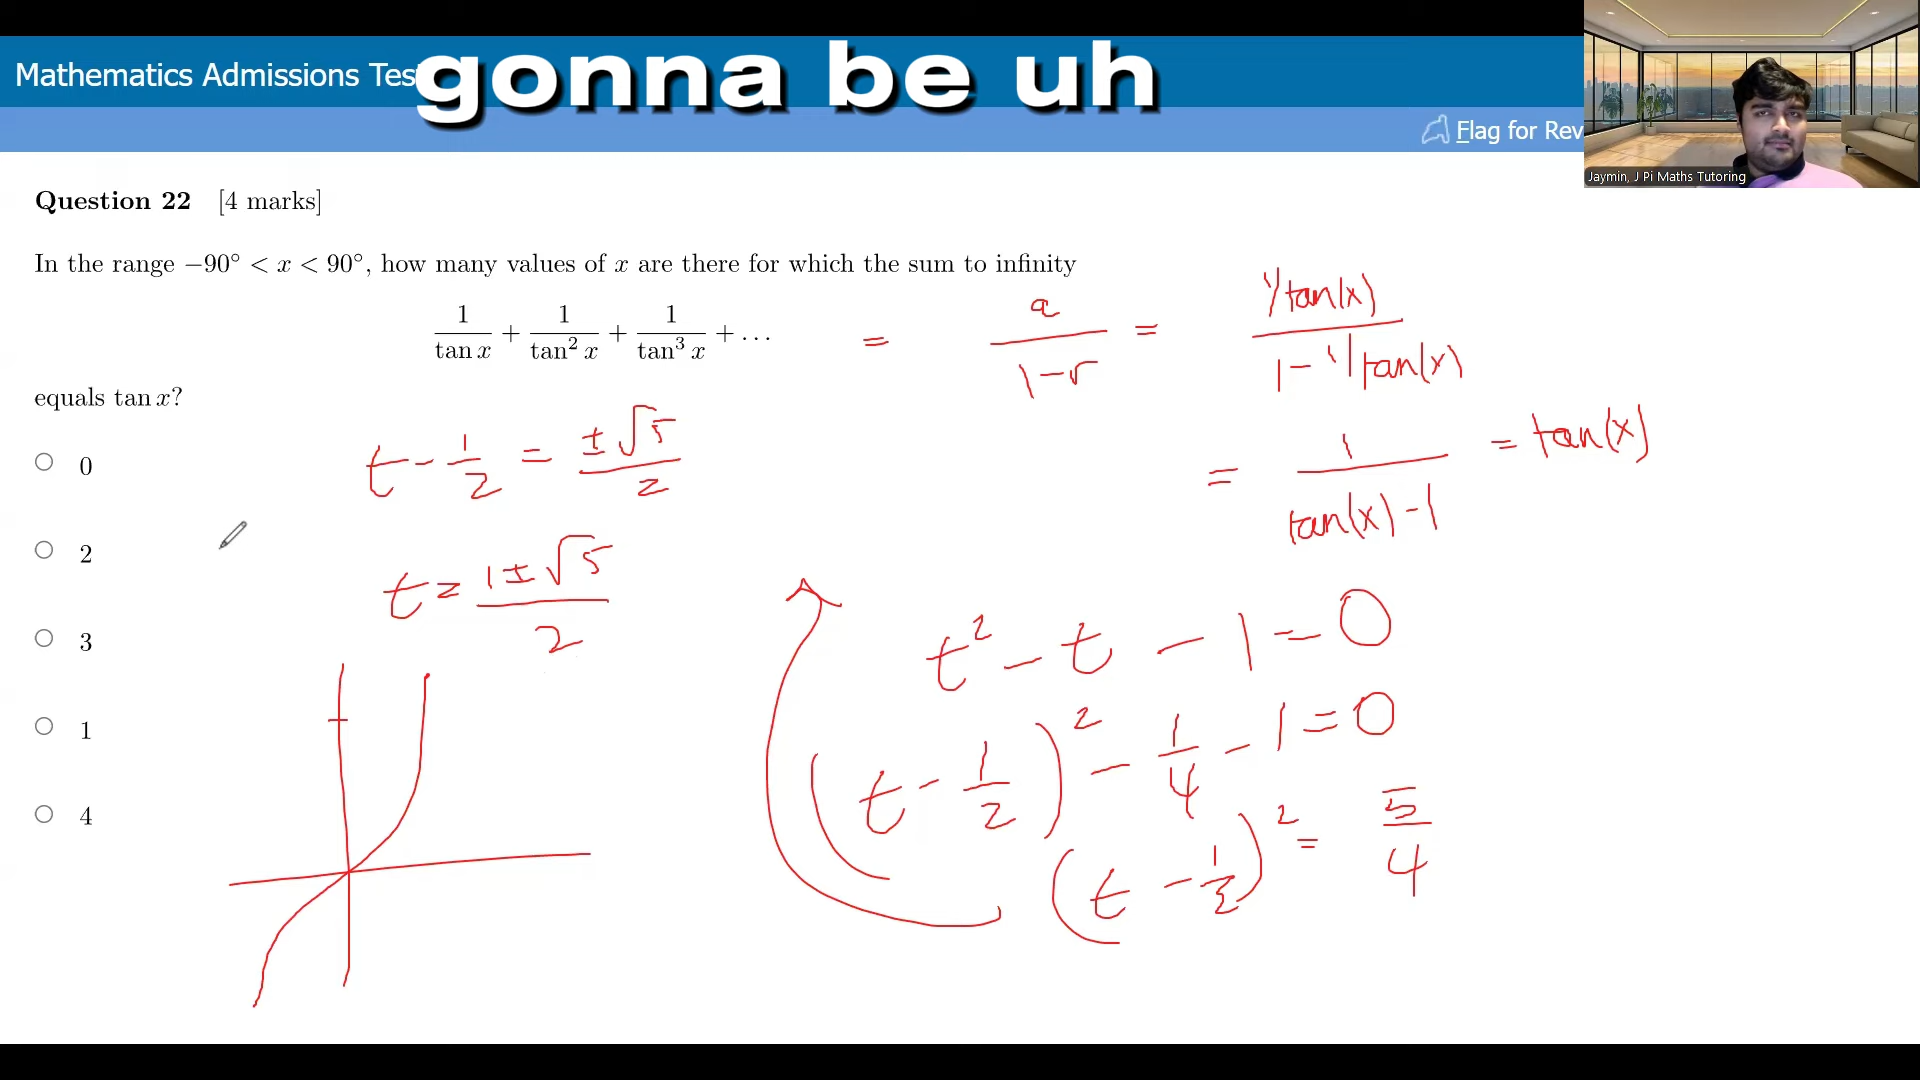 Mathematics Admissions Tes
gonna be uh
Flag for Rev
Jaymin, J Pi Maths Tutoring
Question 22 [4 marks]
In the range −90° < x < 90°, how many values of x are there for which the sum to infinity
1/tan x + 1/tan² x + 1/tan³ x + ... = a/(1-r) = (1/tan(x))/(1 - 1/tan(x))
equals tan x?
= 1/(tan(x) - 1) = tan(x)
t - 1/2 = ±√5/2
t = (1 ± √5)/2
0
2
3
1
4
t² - t - 1 = 0
(t - 1/2)² - 1/4 - 1 = 0
(t - 1/2)² = 5/4